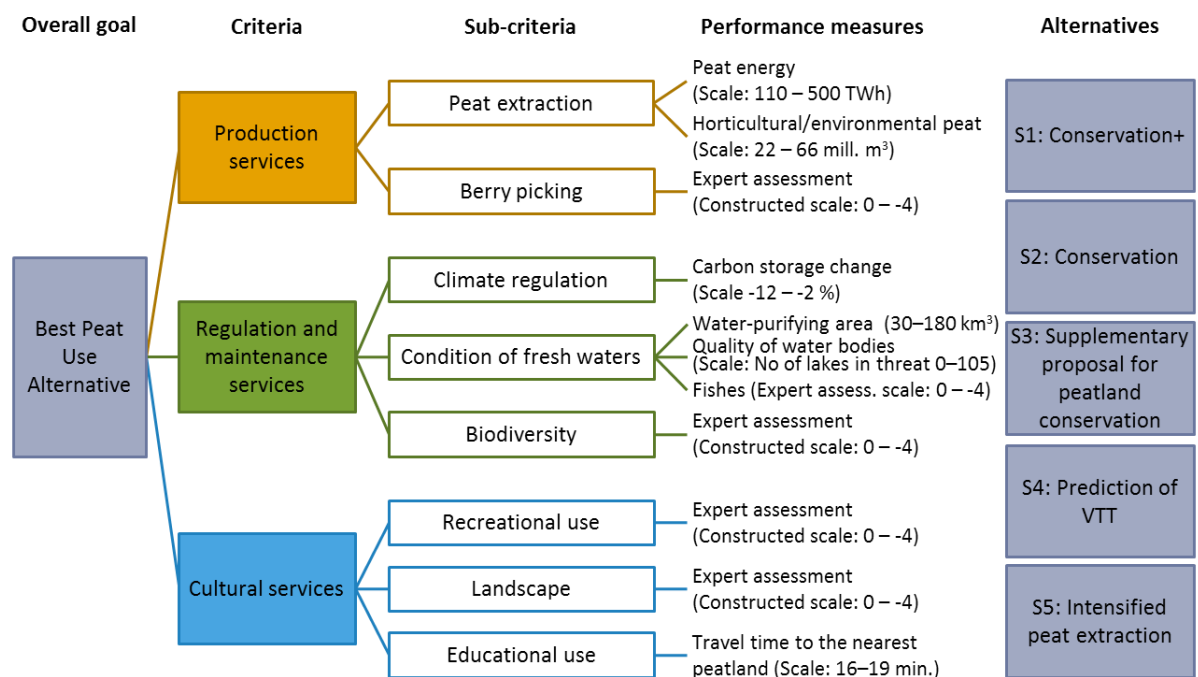 Overall goal
Criteria
Sub-criteria
Performance measures
Alternatives
Best Peat
Use
Alternative
Production
services
Regulation and
maintenance
services
Cultural services
Peat extraction
Berry picking
Climate regulation
Condition of fresh waters
Biodiversity
Recreational use
Landscape
Educational use
Peat energy
(Scale: 110 – 500 TWh)
Horticultural/environmental peat
(Scale: 22 – 66 mill. m³)
Expert assessment
(Constructed scale: 0 – -4)
Carbon storage change
(Scale -12 – -2 %)
Water-purifying area (30–180 km³)
Quality of water bodies
(Scale: No of lakes in threat 0–105)
Fishes (Expert assess. scale: 0 – -4)
Expert assessment
(Constructed scale: 0 – -4)
Expert assessment
(Constructed scale: 0 – -4)
Expert assessment
(Constructed scale: 0 – -4)
Travel time to the nearest
peatland (Scale: 16–19 min.)
S1: Conservation+
S2: Conservation
S3: Supplementary
proposal for
peatland
conservation
S4: Prediction of
VTT
S5: Intensified
peat extraction